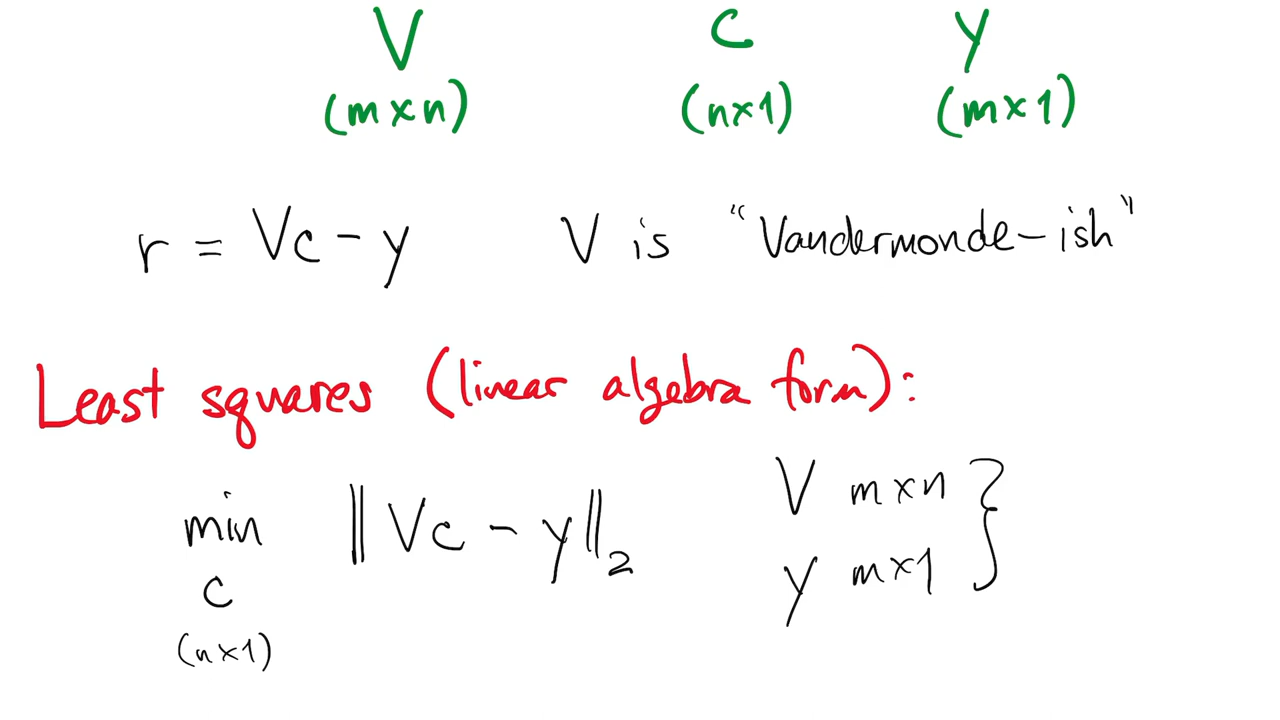 V c y
(m×n) (n×1) (m×1)
r = Vc - y V is "Vandermonde-ish"
Least squares (linear algebra form):
min ‖Vc - y‖₂ V m×n }
c y m×1
(n×1)